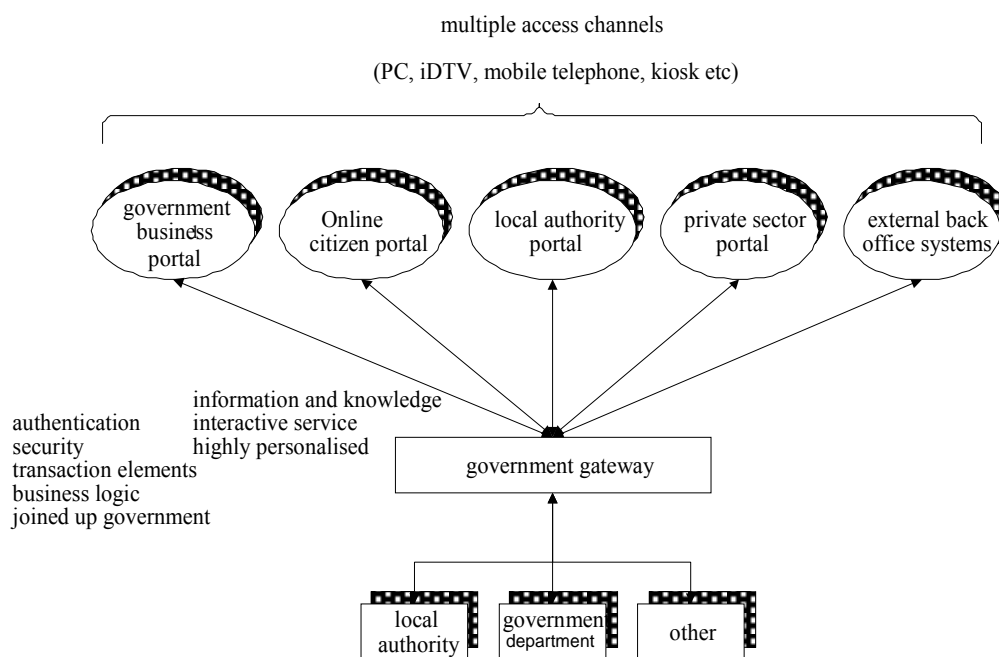 multiple access channels
(PC, iDTV, mobile telephone, kiosk etc)
government
business
portal
Online
citizen portal
local authority
portal
private sector
portal
external back
office systems
information and knowledge
interactive service
highly personalised
authentication
security
transaction elements
business logic
joined up government
government gateway
local
authority
government
department
other